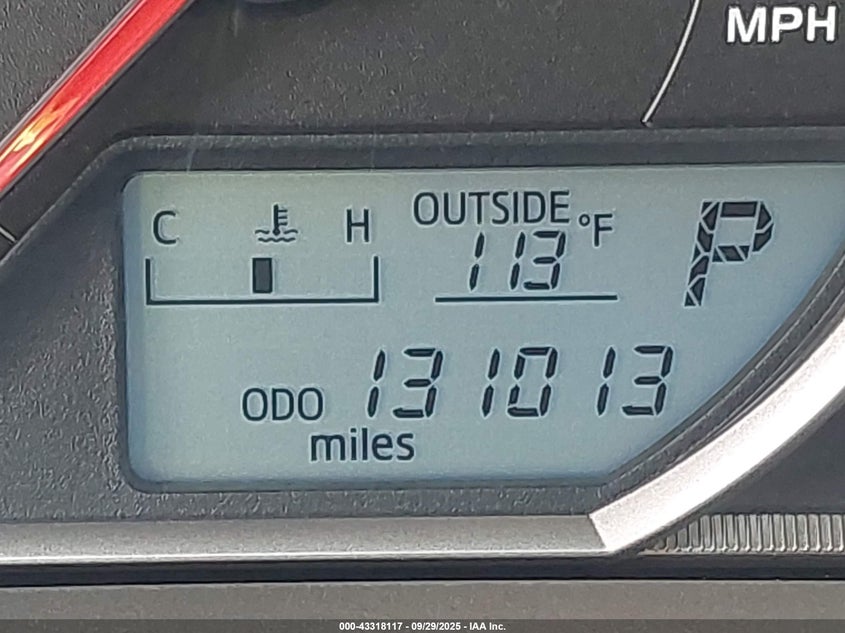 MPH
C H OUTSIDE °F P
113
ODO 131013
miles
000-43318117 - 09/29/2025 - IAA Inc.